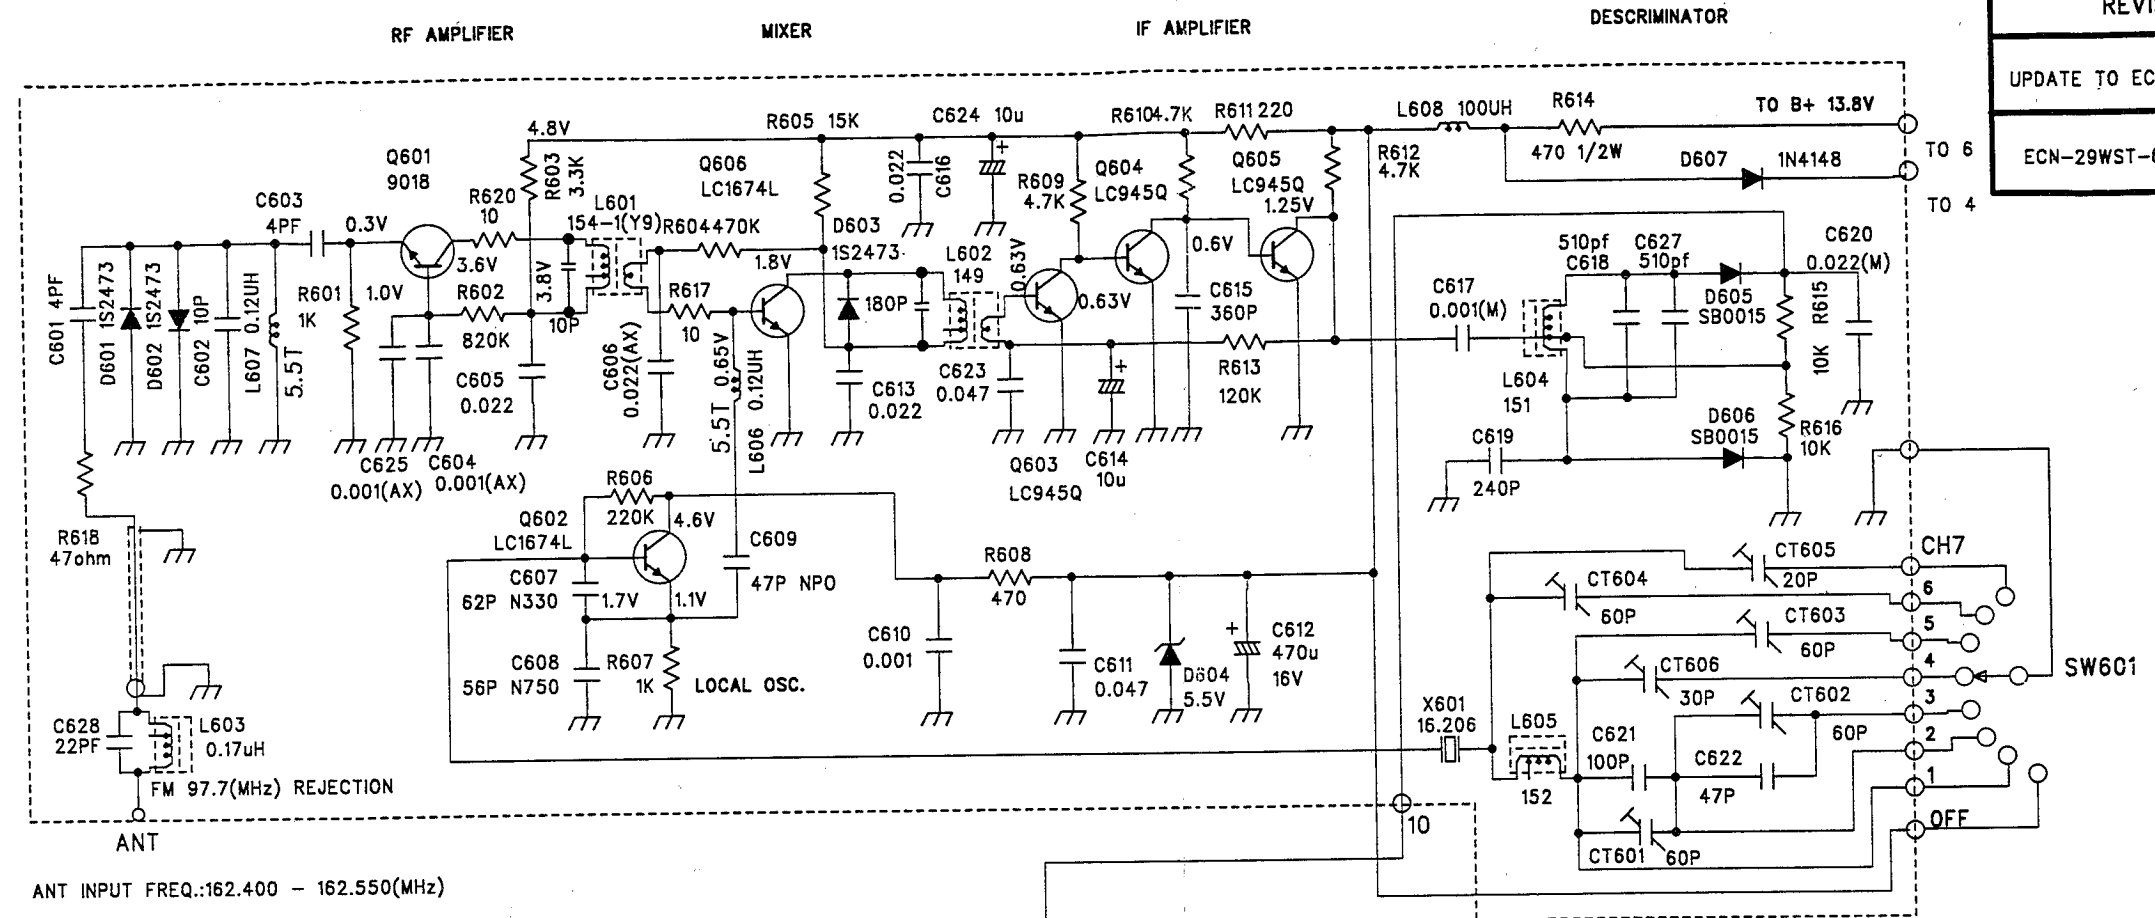 RF AMPLIFIER
MIXER
IF AMPLIFIER
DESCRIMINATOR
REVI
UPDATE TO EC
ECN-29WST-
TO B+ 13.8V
TO 6
TO 4
4.8V
Q601
9018
C603
4PF
0.3V
R620
10
R603
3.3K
L601
154-1(Y9)
3.6V
3.8V
10P
1.0V
R601
1K
R602
820K
C601 4PF
D601 1S2473
D602 1S2473
C602 10P
L607 0.12UH
5.5T
C605
0.022
C625
0.001(AX)
C604
0.001(AX)
R618
47ohm
C628
22PF
L603
0.17uH
FM 97.7(MHz) REJECTION
ANT
ANT INPUT FREQ.:162.400 - 162.550(MHz)
R605 15K
Q606
LC1674L
R604 470K
1.8V
R617
10
C606
0.022(AX)
0.65V
5.5T
L606 0.12UH
D603
1S2473
180P
C613
0.022
C624 10u
0.022
C616
L602
149
0.63V
C623
0.047
R609
4.7K
0.63V
Q603
LC945Q
C614
10u
R610 4.7K
Q604
LC945Q
R611 220
Q605
LC945Q
1.25V
0.6V
C615
360P
R613
120K
R612
4.7K
L608 100UH
R614
470 1/2W
D607
1N4148
C617
0.001(M)
510pf
C618
C627
510pf
D605
SB0015
C620
0.022(M)
R615
10K
L604
151
D606
SB0015
R616
10K
C619
240P
R606
220K
Q602
LC1674L
4.6V
C607
62P N330
1.7V
1.1V
C609
47P NPO
C608
56P N750
R607
1K
LOCAL OSC.
R608
470
C610
0.001
C611
0.047
D604
5.5V
C612
470u
16V
X601
16.206
L605
152
CT605
20P
CT604
60P
CT603
60P
CT606
30P
CT602
60P
C621
100P
C622
47P
CT601
60P
CH7
6
5
4
3
2
1
OFF
SW601
10